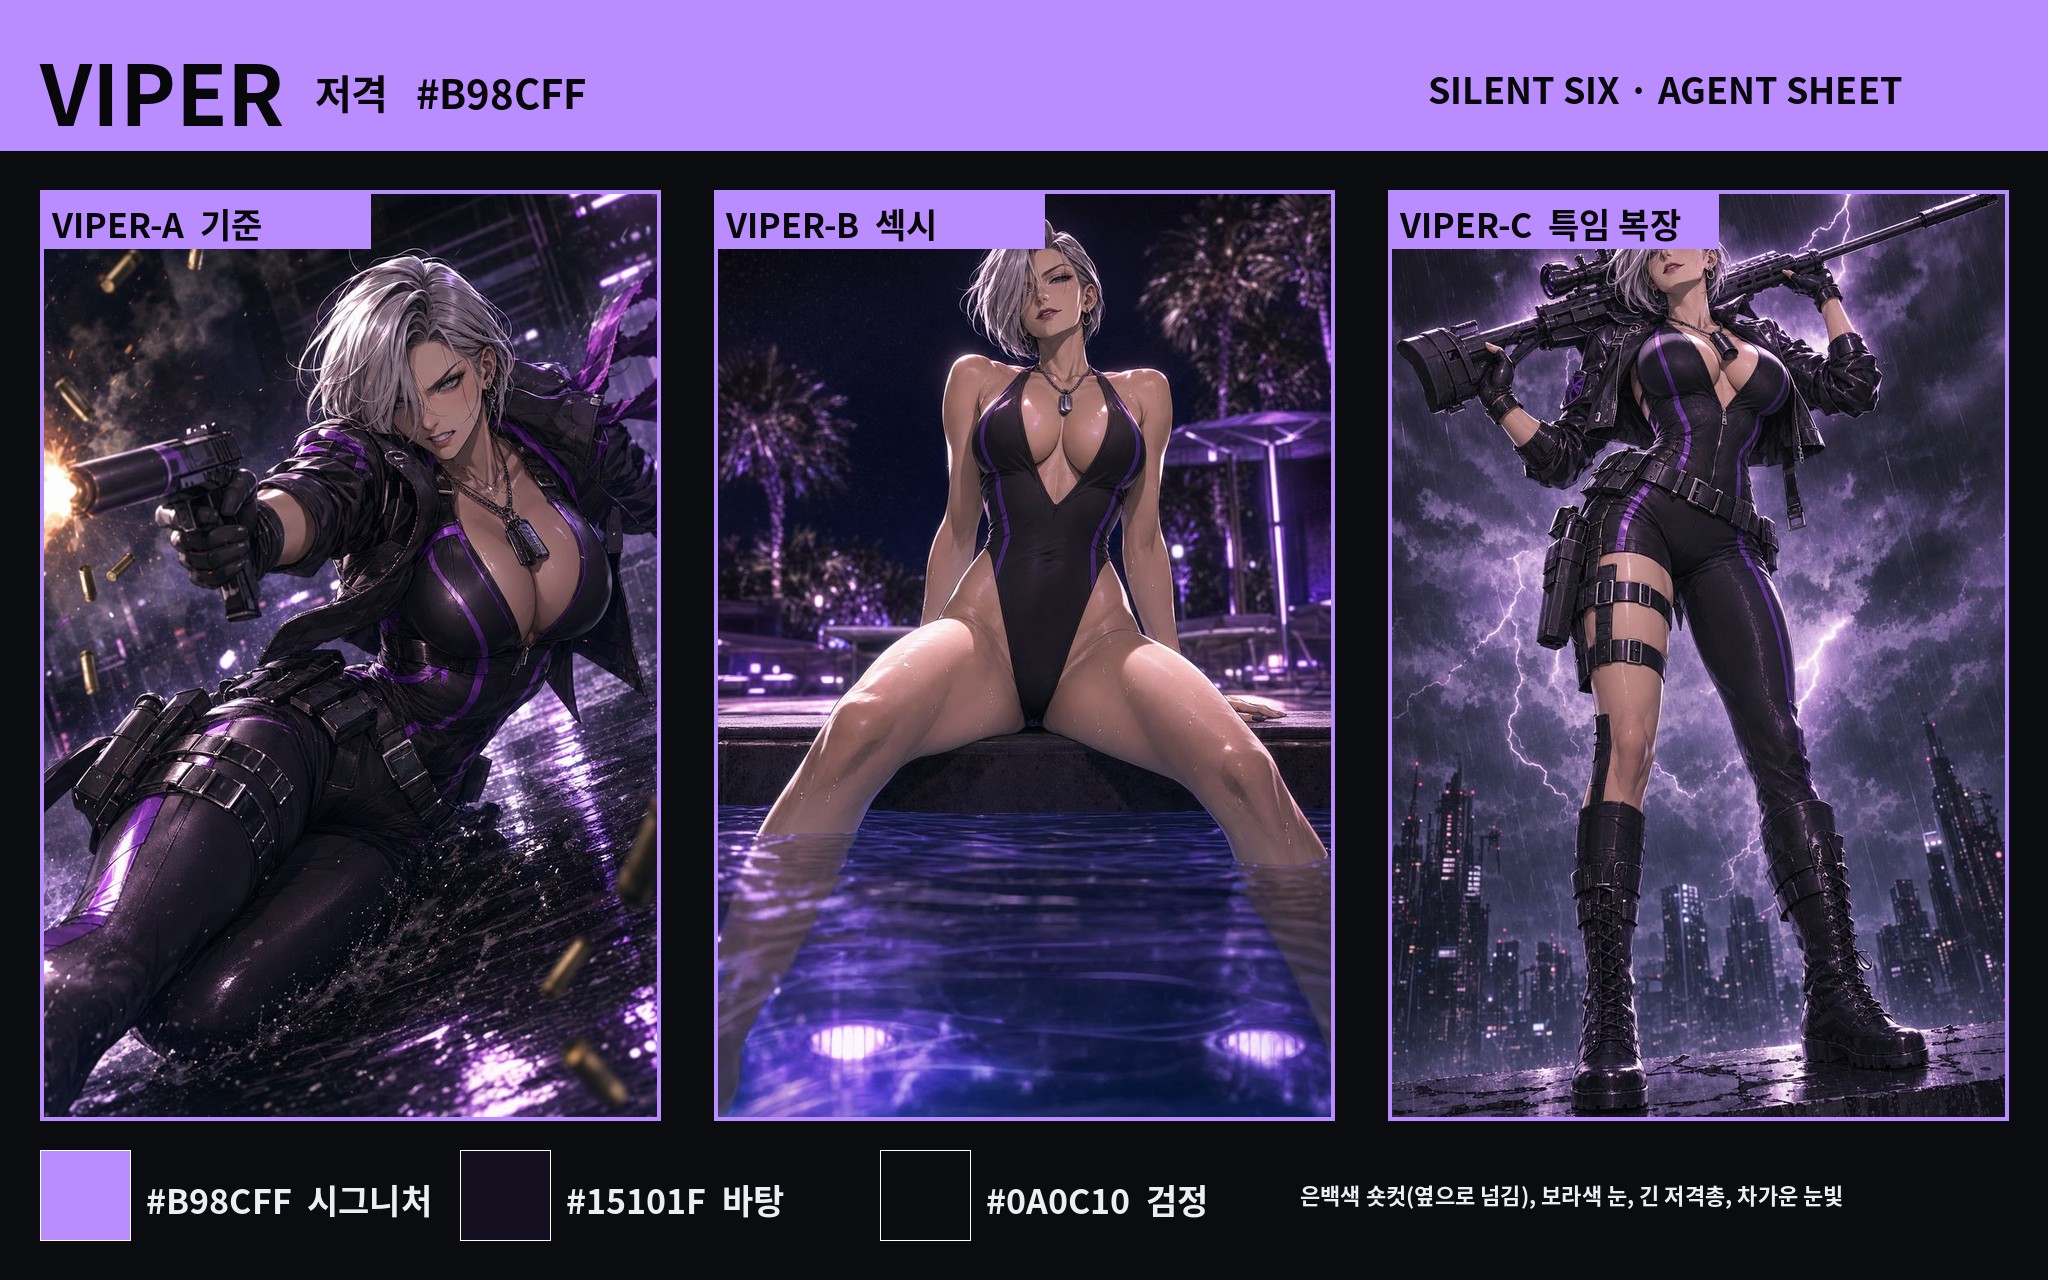 VIPER 저격 #B98CFF
SILENT SIX · AGENT SHEET
VIPER-A 기준
VIPER-B 섹시
VIPER-C 특임 복장
#B98CFF 시그니처
#15101F 바탕
#0A0C10 검정
은백색 숏컷(옆으로 넘김), 보라색 눈, 긴 저격총, 차가운 눈빛